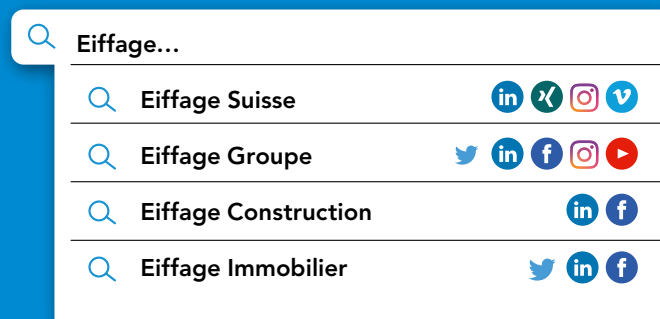 Eiffage...
Eiffage Suisse
Eiffage Groupe
Eiffage Construction
Eiffage Immobilier